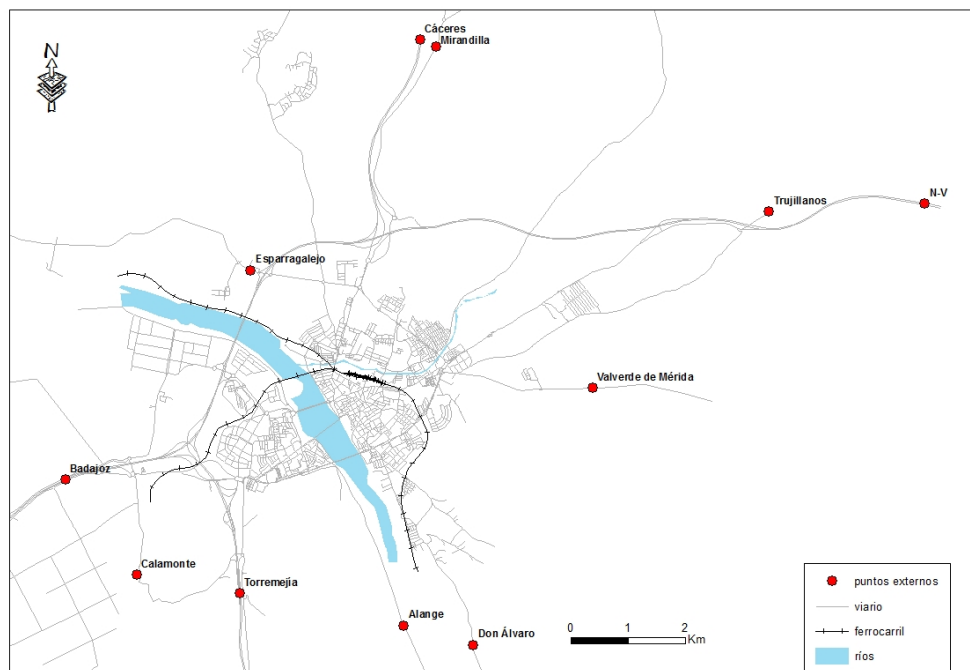 Cáceres
Mirandilla
N
N-V
Trujillanos
Esparragalejo
Valverde de Mérida
Badajoz
Calamonte
Torremejía
Alange
Don Álvaro
0 1 2
Km
puntos externos
viario
ferrocarril
ríos